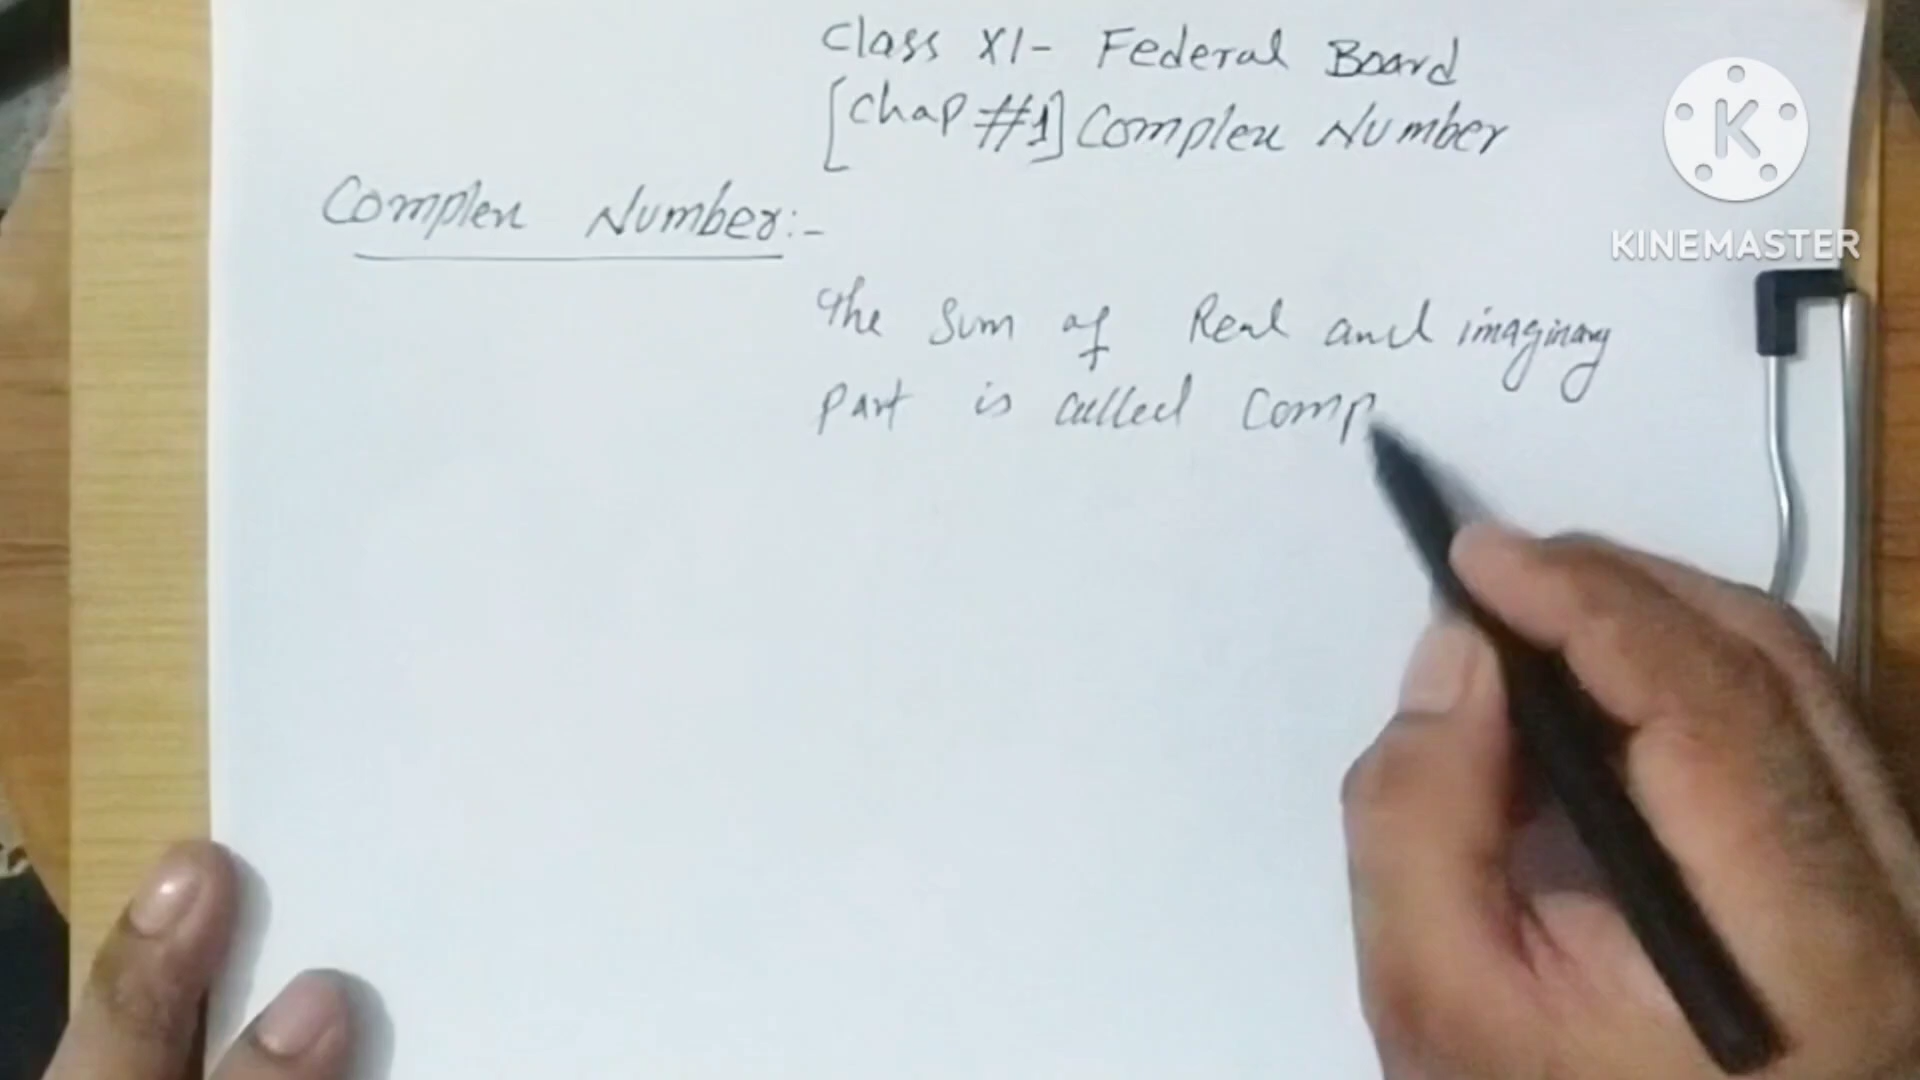 Class XI- Federal Board
[Chap #1] Complex Number
Complex Number:-
The Sum of Real and imaginary
Part is called Comp
K
KINEMASTER